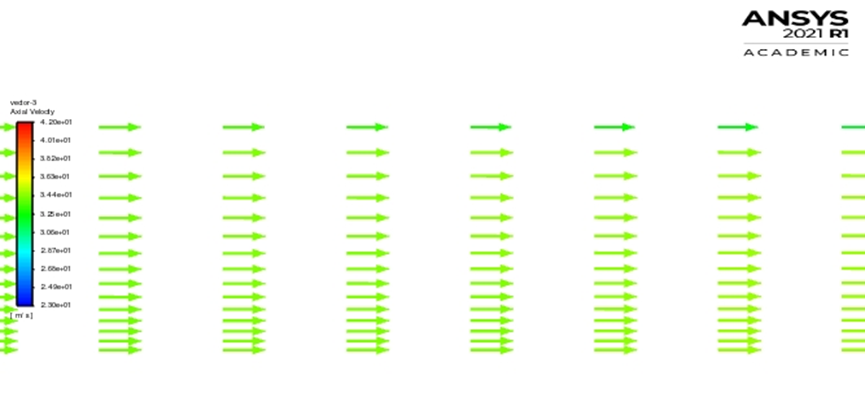 ANSYS
2021 R1
ACADEMIC
vector-3
Axial Velocity
4.20e+01
4.01e+01
3.82e+01
3.63e+01
3.44e+01
3.25e+01
3.06e+01
2.87e+01
2.68e+01
2.49e+01
2.30e+01
[ m/s ]